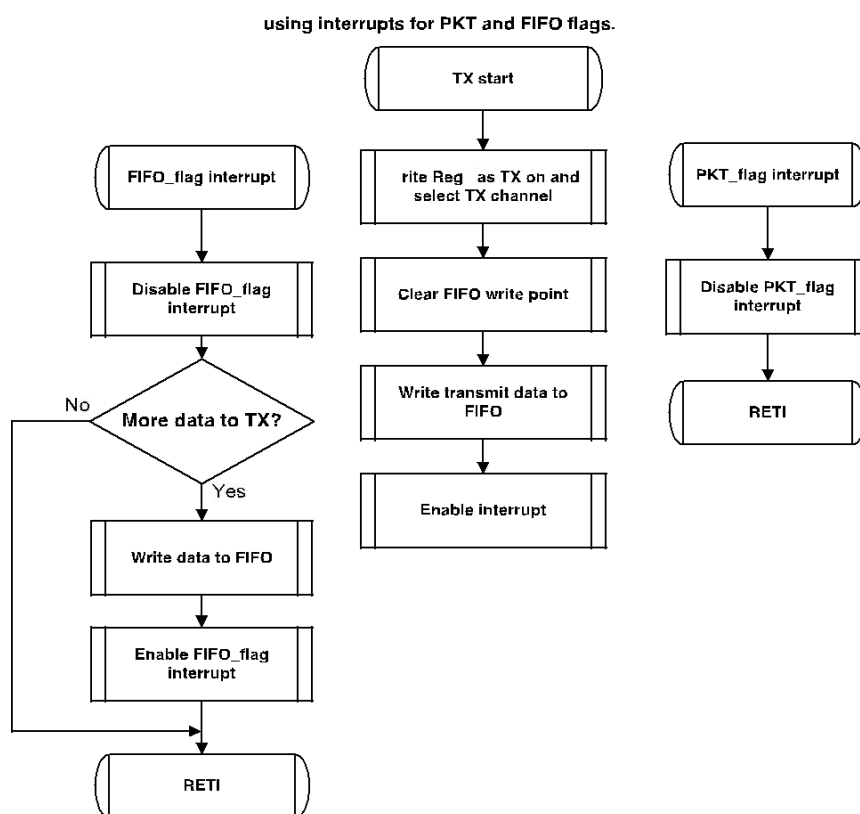 using interrupts for PKT and FIFO flags.
TX start
rite Reg as TX on and
select TX channel
Clear FIFO write point
Write transmit data to
FIFO
Enable interrupt
FIFO_flag interrupt
Disable FIFO_flag
interrupt
More data to TX?
No
Yes
Write data to FIFO
Enable FIFO_flag
interrupt
RETI
PKT_flag interrupt
Disable PKT_flag
interrupt
RETI